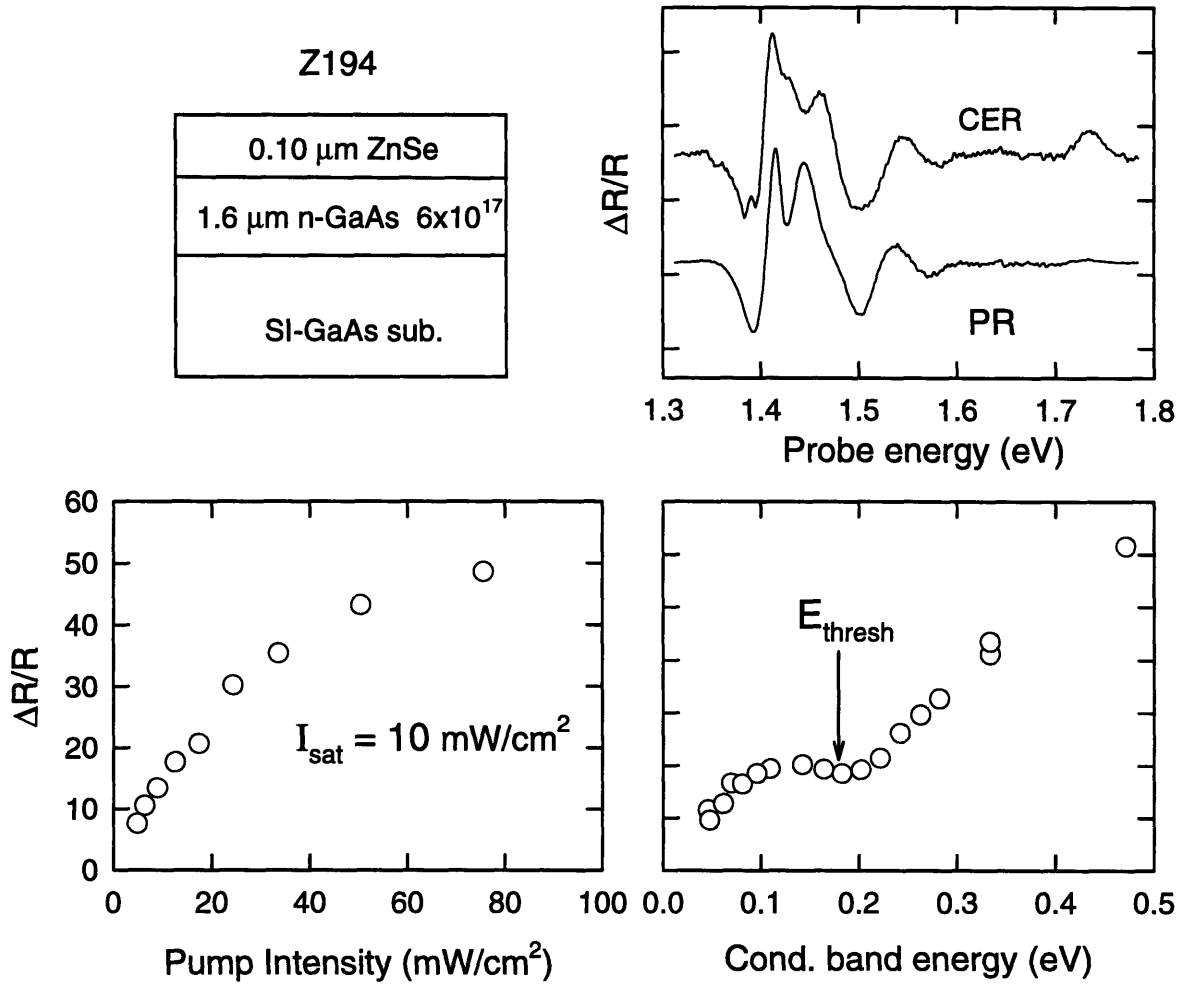 Z194
0.10 μm ZnSe
1.6 μm n-GaAs 6x10¹⁷
SI-GaAs sub.
ΔR/R
CER
PR
1.3 1.4 1.5 1.6 1.7 1.8
Probe energy (eV)
60
50
40
30
20
10
0
ΔR/R
I_sat = 10 mW/cm²
0 20 40 60 80 100
Pump Intensity (mW/cm²)
E_thresh
0.0 0.1 0.2 0.3 0.4 0.5
Cond. band energy (eV)